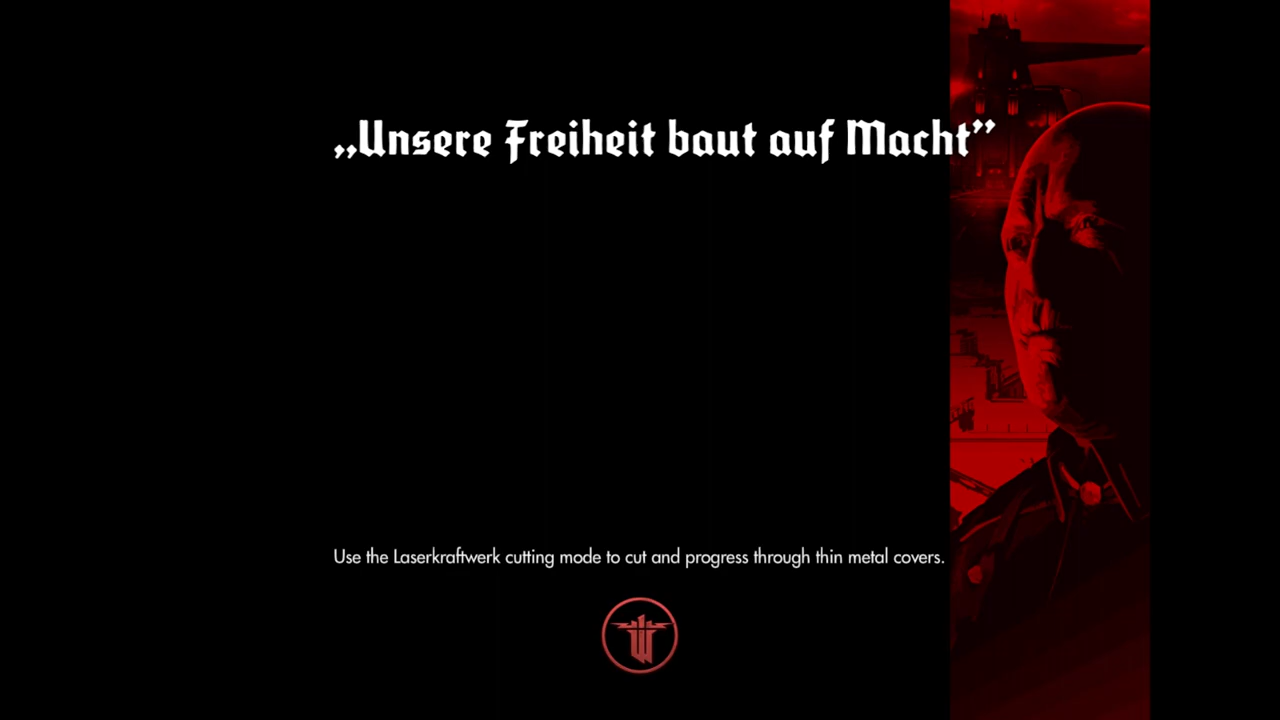 „Unsere Freiheit baut auf Macht”
Use the Laserkraftwerk cutting mode to cut and progress through thin metal covers.